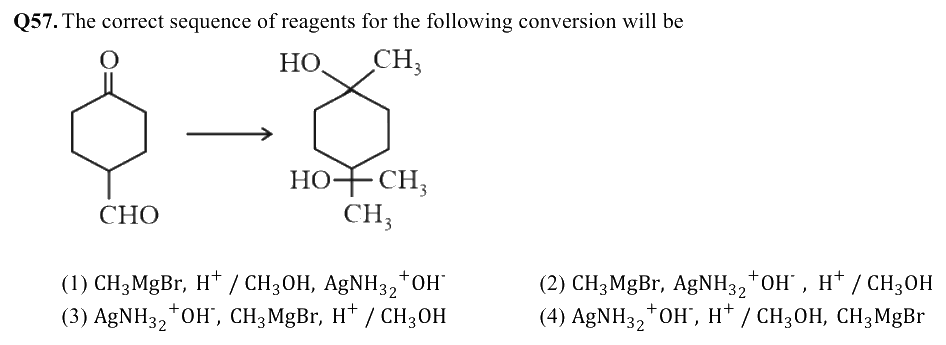 Q57. The correct sequence of reagents for the following conversion will be
O
HO CH₃
HO CH₃
CHO CH₃
(1) CH₃MgBr, H⁺ / CH₃OH, AgNH₃₂⁺OH⁻ (2) CH₃MgBr, AgNH₃₂⁺OH⁻ , H⁺ / CH₃OH
(3) AgNH₃₂⁺OH⁻, CH₃MgBr, H⁺ / CH₃OH (4) AgNH₃₂⁺OH⁻, H⁺ / CH₃OH, CH₃MgBr